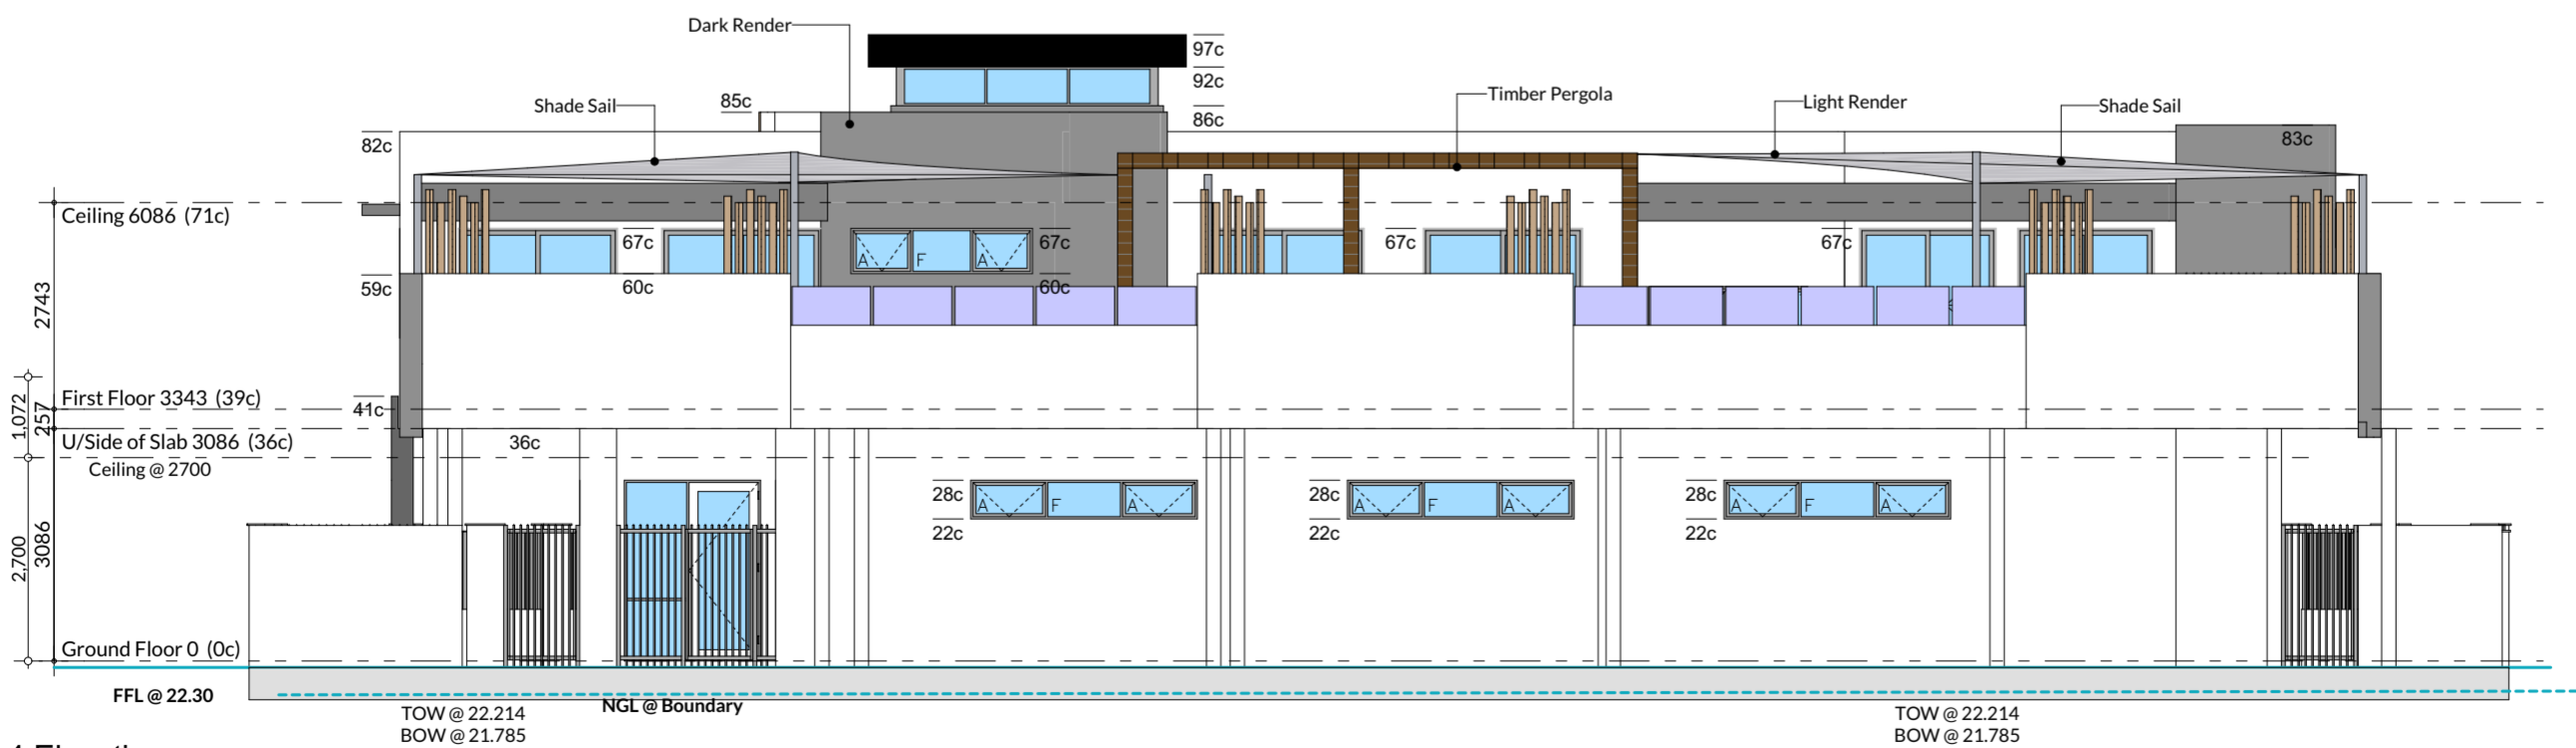 Dark Render
97c
92c
Shade Sail
85c
86c
Timber Pergola
Light Render
Shade Sail
82c
83c
Ceiling 6086 (71c)
67c
67c
67c
67c
A
F
A
59c
60c
60c
2743
First Floor 3343 (39c)
41c
1,072
257
U/Side of Slab 3086 (36c)
36c
Ceiling @ 2700
28c
A
F
A
28c
A
F
A
28c
A
F
A
22c
22c
22c
2,700
3086
Ground Floor 0 (0c)
FFL @ 22.30
NGL @ Boundary
TOW @ 22.214
BOW @ 21.785
TOW @ 22.214
BOW @ 21.785